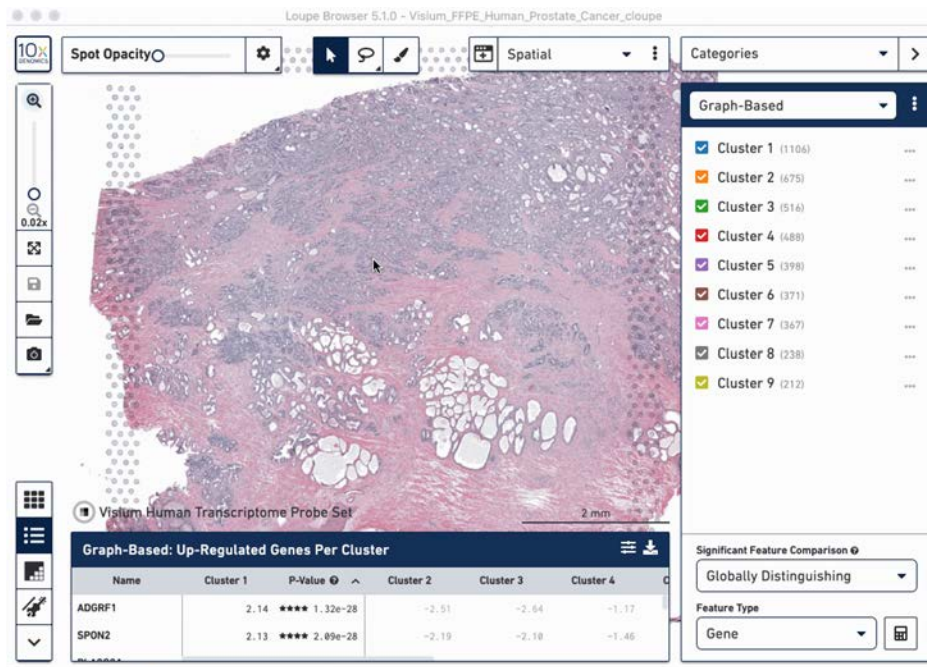 Loupe Browser 5.1.0 - Visium_FFPE_Human_Prostate_Cancer_cloupe
10x
GENOMICS
Spot Opacity
Spatial
Categories
Graph-Based
Cluster 1 (1106)
Cluster 2 (675)
Cluster 3 (516)
Cluster 4 (488)
Cluster 5 (398)
Cluster 6 (371)
Cluster 7 (367)
Cluster 8 (238)
Cluster 9 (212)
0.02x
Visium Human Transcriptome Probe Set
2 mm
Graph-Based: Up-Regulated Genes Per Cluster
Name Cluster 1 P-Value Cluster 2 Cluster 3 Cluster 4 C
ADGRF1 2.14 **** 1.32e-28 -2.51 -2.64 -1.17
SPON2 2.13 **** 2.09e-28 -2.19 -2.10 -1.46
Significant Feature Comparison
Globally Distinguishing
Feature Type
Gene